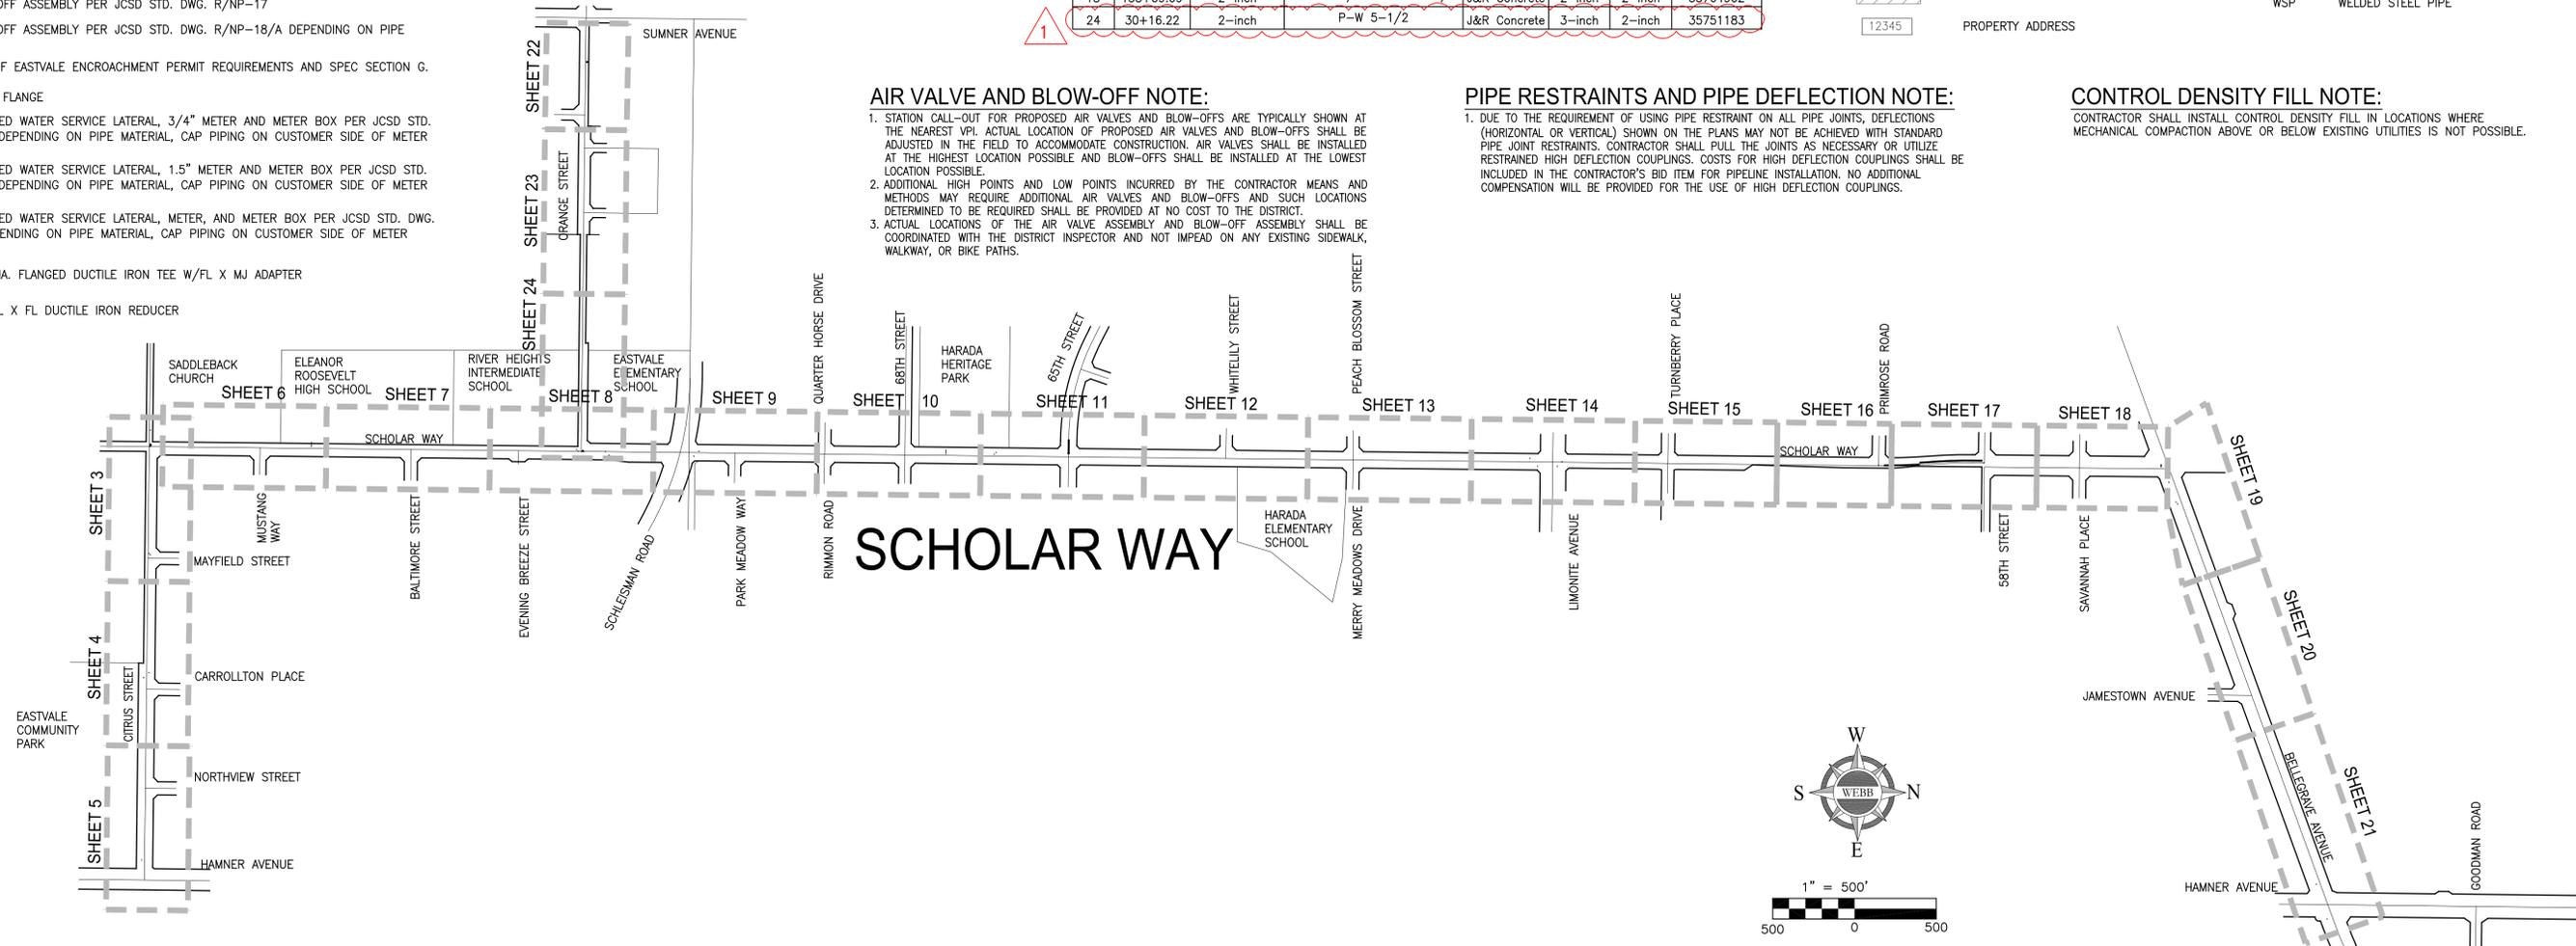 OFF ASSEMBLY PER JCSD STD. DWG. R/NP-17
OFF ASSEMBLY PER JCSD STD. DWG. R/NP-18/A DEPENDING ON PIPE
F EASTVALE ENCROACHMENT PERMIT REQUIREMENTS AND SPEC SECTION G.
FLANGE
ED WATER SERVICE LATERAL, 3/4" METER AND METER BOX PER JCSD STD.
DEPENDING ON PIPE MATERIAL, CAP PIPING ON CUSTOMER SIDE OF METER
ED WATER SERVICE LATERAL, 1.5" METER AND METER BOX PER JCSD STD.
DEPENDING ON PIPE MATERIAL, CAP PIPING ON CUSTOMER SIDE OF METER
ED WATER SERVICE LATERAL, METER, AND METER BOX PER JCSD STD. DWG.
ENDING ON PIPE MATERIAL, CAP PIPING ON CUSTOMER SIDE OF METER
IA. FLANGED DUCTILE IRON TEE W/FL X MJ ADAPTER
L X FL DUCTILE IRON REDUCER
1
24 30+16.22 2-inch P-W 5-1/2 J&R Concrete 3-inch 2-inch 35751183
12345 PROPERTY ADDRESS
WSP WELDED STEEL PIPE
AIR VALVE AND BLOW-OFF NOTE:
1. STATION CALL-OUT FOR PROPOSED AIR VALVES AND BLOW-OFFS ARE TYPICALLY SHOWN AT
THE NEAREST VPI. ACTUAL LOCATION OF PROPOSED AIR VALVES AND BLOW-OFFS SHALL BE
ADJUSTED IN THE FIELD TO ACCOMMODATE CONSTRUCTION. AIR VALVES SHALL BE INSTALLED
AT THE HIGHEST LOCATION POSSIBLE AND BLOW-OFFS SHALL BE INSTALLED AT THE LOWEST
LOCATION POSSIBLE.
2. ADDITIONAL HIGH POINTS AND LOW POINTS INCURRED BY THE CONTRACTOR MEANS AND
METHODS MAY REQUIRE ADDITIONAL AIR VALVES AND BLOW-OFFS AND SUCH LOCATIONS
DETERMINED TO BE REQUIRED SHALL BE PROVIDED AT NO COST TO THE DISTRICT.
3. ACTUAL LOCATIONS OF THE AIR VALVE ASSEMBLY AND BLOW-OFF ASSEMBLY SHALL BE
COORDINATED WITH THE DISTRICT INSPECTOR AND NOT IMPEAD ON ANY EXISTING SIDEWALK,
WALKWAY, OR BIKE PATHS.
PIPE RESTRAINTS AND PIPE DEFLECTION NOTE:
1. DUE TO THE REQUIREMENT OF USING PIPE RESTRAINT ON ALL PIPE JOINTS, DEFLECTIONS
(HORIZONTAL OR VERTICAL) SHOWN ON THE PLANS MAY NOT BE ACHIEVED WITH STANDARD
PIPE JOINT RESTRAINTS. CONTRACTOR SHALL PULL THE JOINTS AS NECESSARY OR UTILIZE
RESTRAINED HIGH DEFLECTION COUPLINGS. COSTS FOR HIGH DEFLECTION COUPLINGS SHALL BE
INCLUDED IN THE CONTRACTOR'S BID ITEM FOR PIPELINE INSTALLATION. NO ADDITIONAL
COMPENSATION WILL BE PROVIDED FOR THE USE OF HIGH DEFLECTION COUPLINGS.
CONTROL DENSITY FILL NOTE:
CONTRACTOR SHALL INSTALL CONTROL DENSITY FILL IN LOCATIONS WHERE
MECHANICAL COMPACTION ABOVE OR BELOW EXISTING UTILITIES IS NOT POSSIBLE.
SUMNER AVENUE
SHEET 22
SHEET 23
SHEET 24
ORANGE STREET
SADDLEBACK
CHURCH
ELEANOR
ROOSEVELT
HIGH SCHOOL
RIVER HEIGHTS
INTERMEDIATE
SCHOOL
EASTVALE
ELEMENTARY
SCHOOL
QUARTER HORSE DRIVE
68TH STREET
HARADA
HERITAGE
PARK
65TH STREET
WHITELILY STREET
PEACH BLOSSOM STREET
TURNBERRY PLACE
PRIMROSE ROAD
SHEET 6
SHEET 7
SHEET 8
SHEET 9
SHEET 10
SHEET 11
SHEET 12
SHEET 13
SHEET 14
SHEET 15
SHEET 16
SHEET 17
SHEET 18
SHEET 19
SHEET 20
SHEET 21
SCHOLAR WAY
SCHOLAR WAY
SHEET 3
SHEET 4
SHEET 5
MUSTANG
WAY
BALTIMORE STREET
EVENING BREEZE STREET
SCHLEISMAN ROAD
PARK MEADOW WAY
RIMMON ROAD
SCHOLAR WAY
HARADA
ELEMENTARY
SCHOOL
MERRY MEADOWS DRIVE
LIMONITE AVENUE
58TH STREET
SAVANNAH PLACE
MAYFIELD STREET
CARROLLTON PLACE
CITRUS STREET
EASTVALE
COMMUNITY
PARK
NORTHVIEW STREET
HAMNER AVENUE
JAMESTOWN AVENUE
BELLEGRAVE AVENUE
HAMNER AVENUE
GOODMAN ROAD
W
S WEBB N
E
1" = 500'
500 0 500